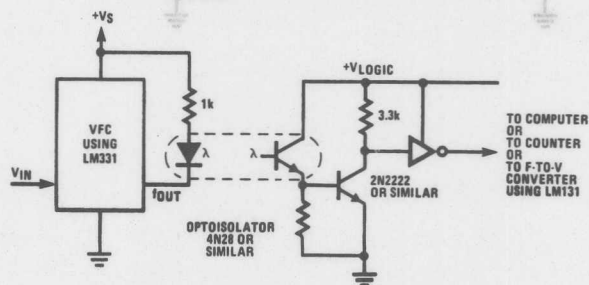 +VS
+VLOGIC
1k
3.3k
VFC
USING
LM331
λ
λ
VIN
fOUT
TO COMPUTER
OR
TO COUNTER
OR
TO F-TO-V
CONVERTER
USING LM131
2N2222
OR SIMILAR
OPTOISOLATOR
4N28 OR
SIMILAR